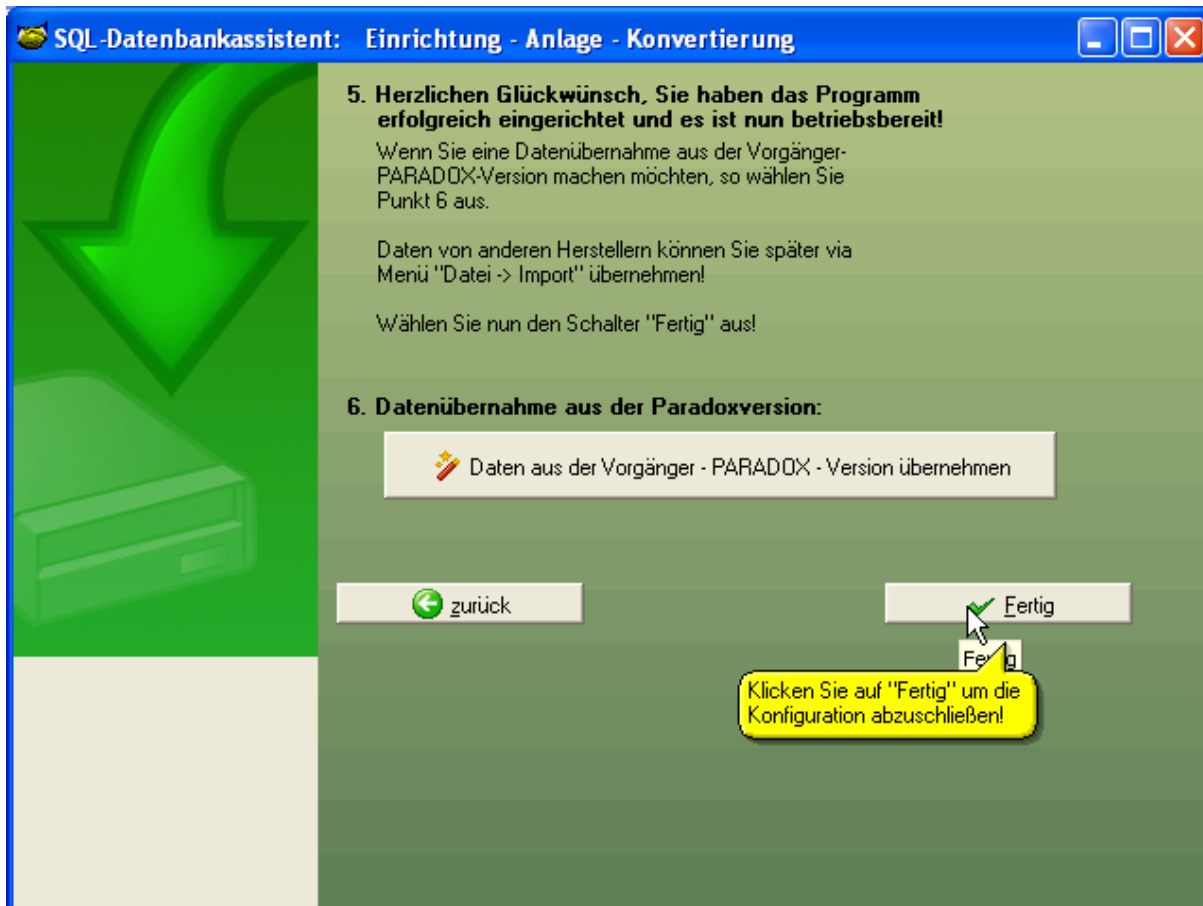 SQL-Datenbankassistent: Einrichtung - Anlage - Konvertierung
5. Herzlichen Glückwünsch, Sie haben das Programm
erfolgreich eingerichtet und es ist nun betriebsbereit!
Wenn Sie eine Datenübernahme aus der Vorgänger-
PARADOX-Version machen möchten, so wählen Sie
Punkt 6 aus.
Daten von anderen Herstellern können Sie später via
Menü "Datei -> Import" übernehmen!
Wählen Sie nun den Schalter "Fertig" aus!
6. Datenübernahme aus der Paradoxversion:
Daten aus der Vorgänger - PARADOX - Version übernehmen
zurück
Fertig
Fertig
Klicken Sie auf "Fertig" um die
Konfiguration abzuschließen!